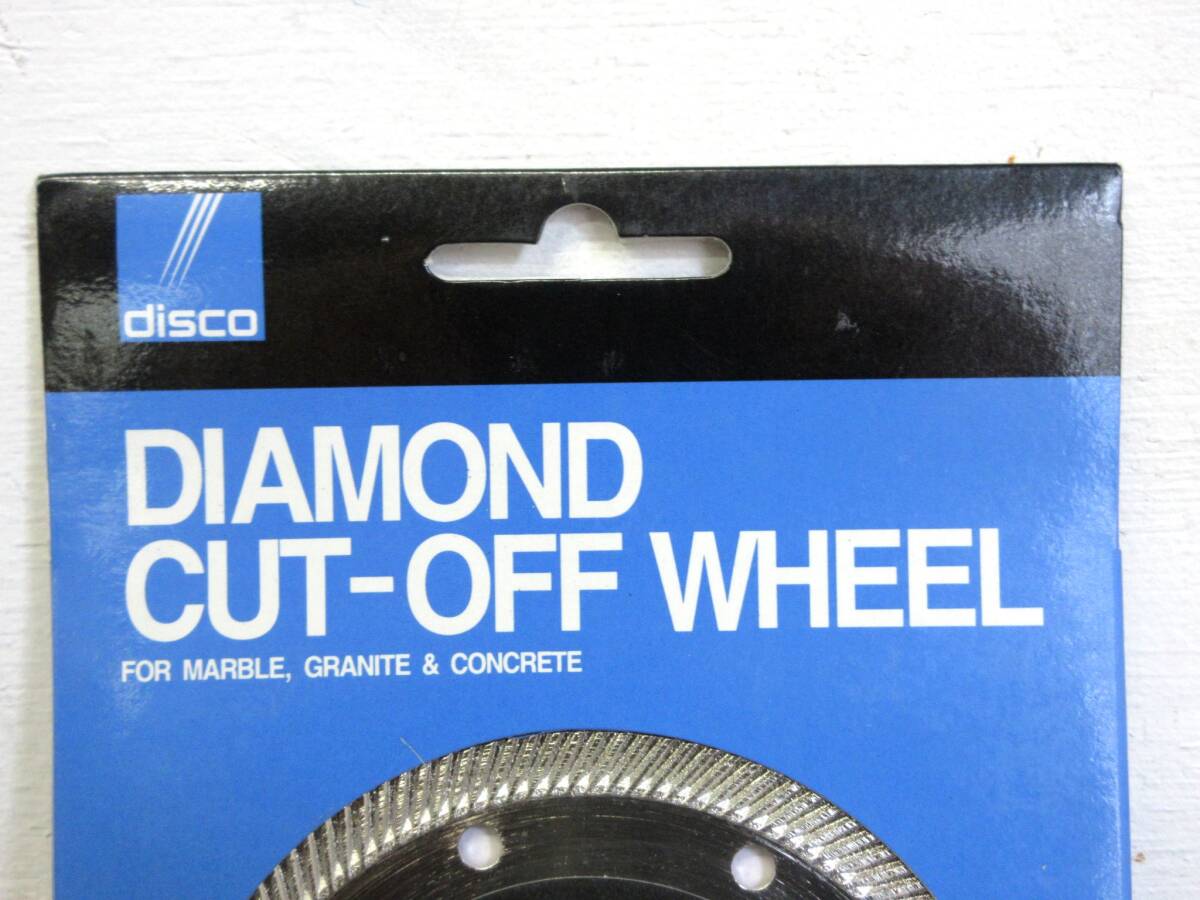 disco
DIAMOND
CUT-OFF WHEEL
FOR MARBLE, GRANITE & CONCRETE